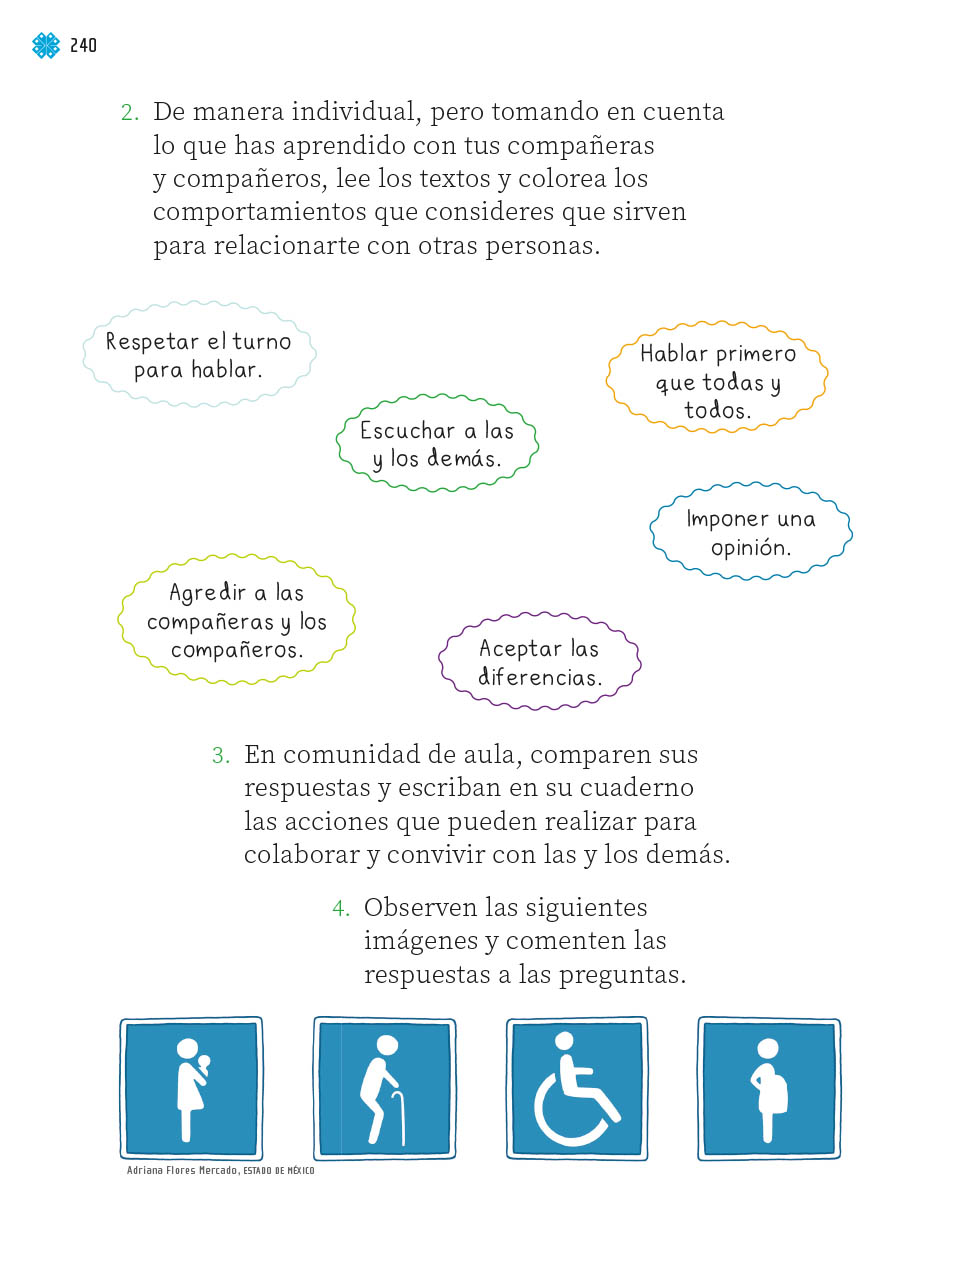 240
2. De manera individual, pero tomando en cuenta
lo que has aprendido con tus compañeras
y compañeros, lee los textos y colorea los
comportamientos que consideres que sirven
para relacionarte con otras personas.
Respetar el turno
para hablar.
Hablar primero
que todas y
todos.
Escuchar a las
y los demás.
Imponer una
opinión.
Agredir a las
compañeras y los
compañeros.
Aceptar las
diferencias.
3. En comunidad de aula, comparen sus
respuestas y escriban en su cuaderno
las acciones que pueden realizar para
colaborar y convivir con las y los demás.
4. Observen las siguientes
imágenes y comenten las
respuestas a las preguntas.
Adriana Flores Mercado, ESTADO DE MÉXICO